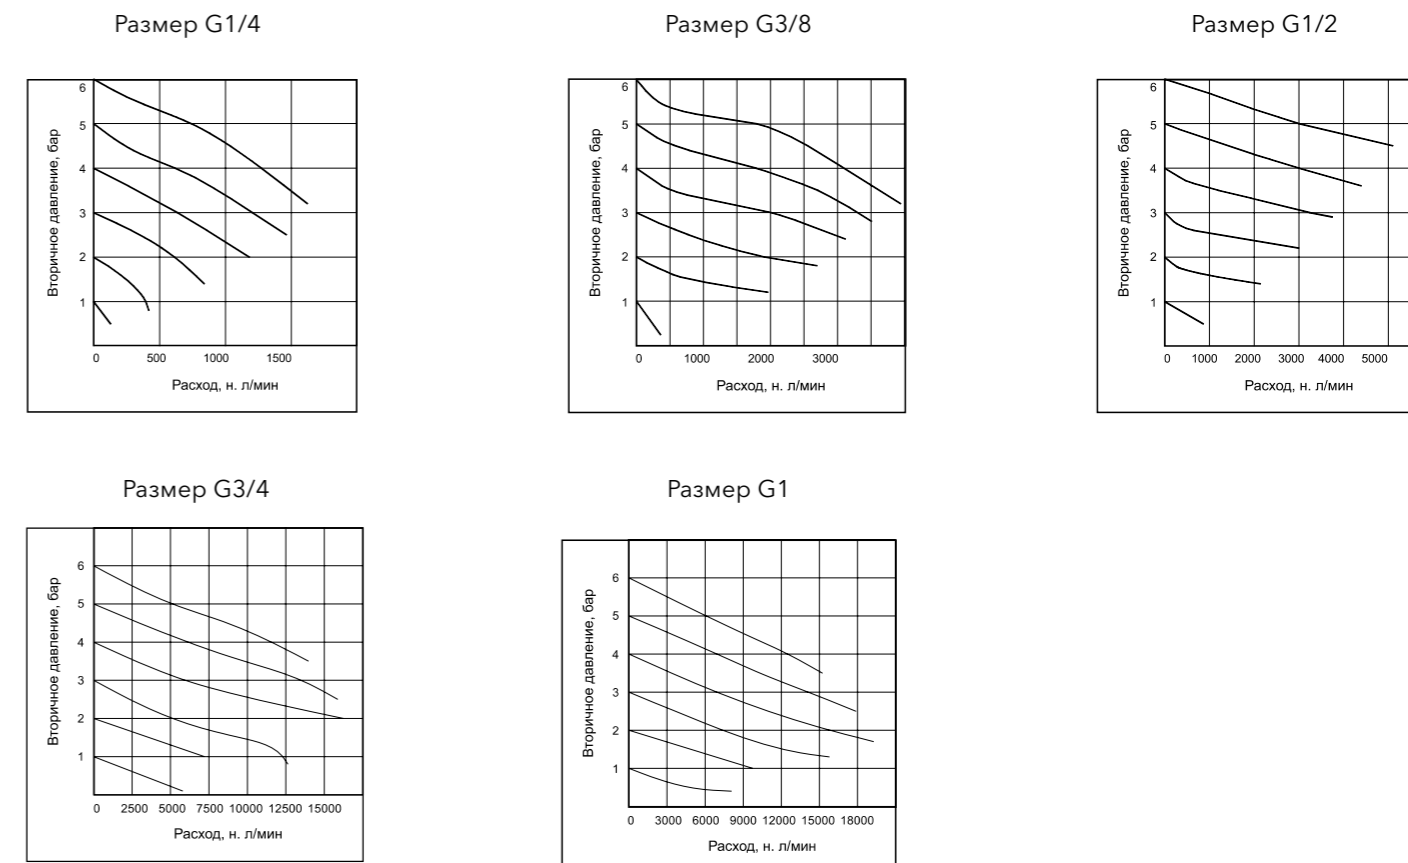 Размер G1/4
6
5
4
3
2
1
Вторичное давление, бар
0 500 1000 1500
Расход, н. л/мин
Размер G3/8
6
5
4
3
2
1
Вторичное давление, бар
0 1000 2000 3000
Расход, н. л/мин
Размер G1/2
6
5
4
3
2
1
Вторичное давление, бар
0 1000 2000 3000 4000 5000
Расход, н. л/мин
Размер G3/4
6
5
4
3
2
1
Вторичное давление, бар
0 2500 5000 7500 10000 12500 15000
Расход, н. л/мин
Размер G1
6
5
4
3
2
1
Вторичное давление, бар
0 3000 6000 9000 12000 15000 18000
Расход, н. л/мин